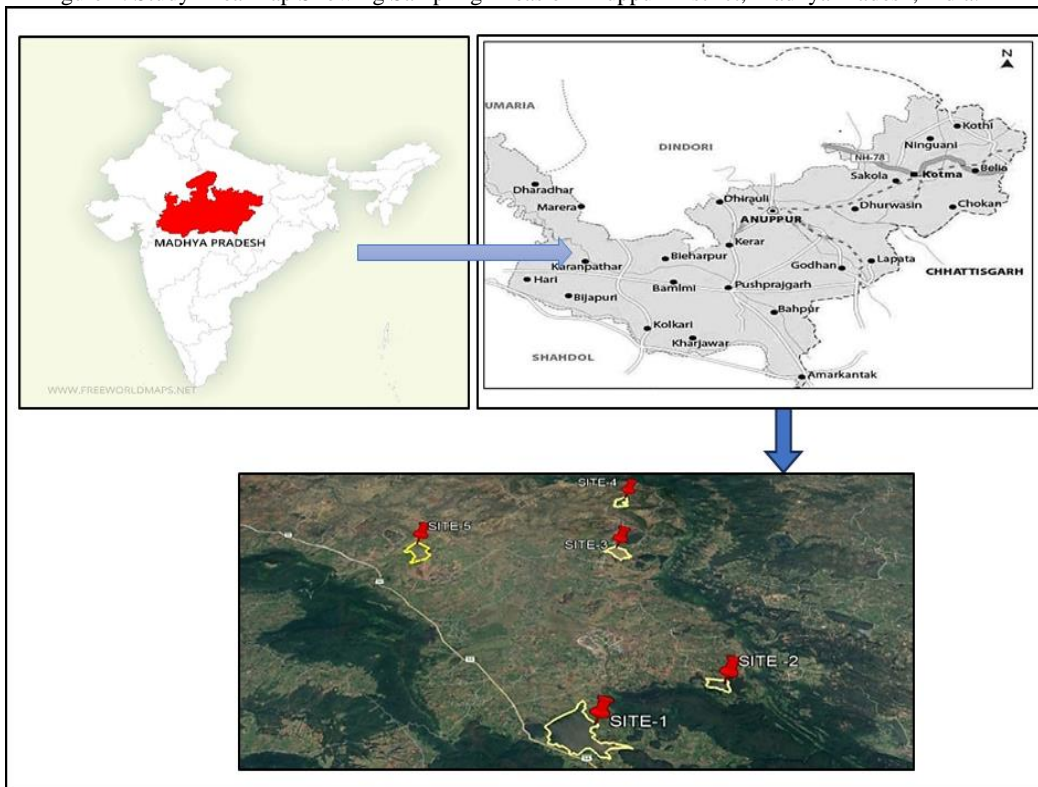 MADHYA PRADESH
WWW.FREEWORLDMAPS.NET
N
UMARIA
DINDORI
Kothi
Ninguani
NH-78
Kotma
Belia
Sakola
Dharadhar
Marera
Dhirauli
Dhurwasin
Chokan
ANUPPUR
Kerar
Bieharpur
Karanpathar
Godhan
Lapata
CHHATTISGARH
Hari
Bamlmi
Pushprajgarh
Bijapuri
Bahpur
Kolkari
Kharjawar
SHAHDOL
Amarkantak
SITE-4
SITE-5
SITE-3
SITE -2
SITE-1